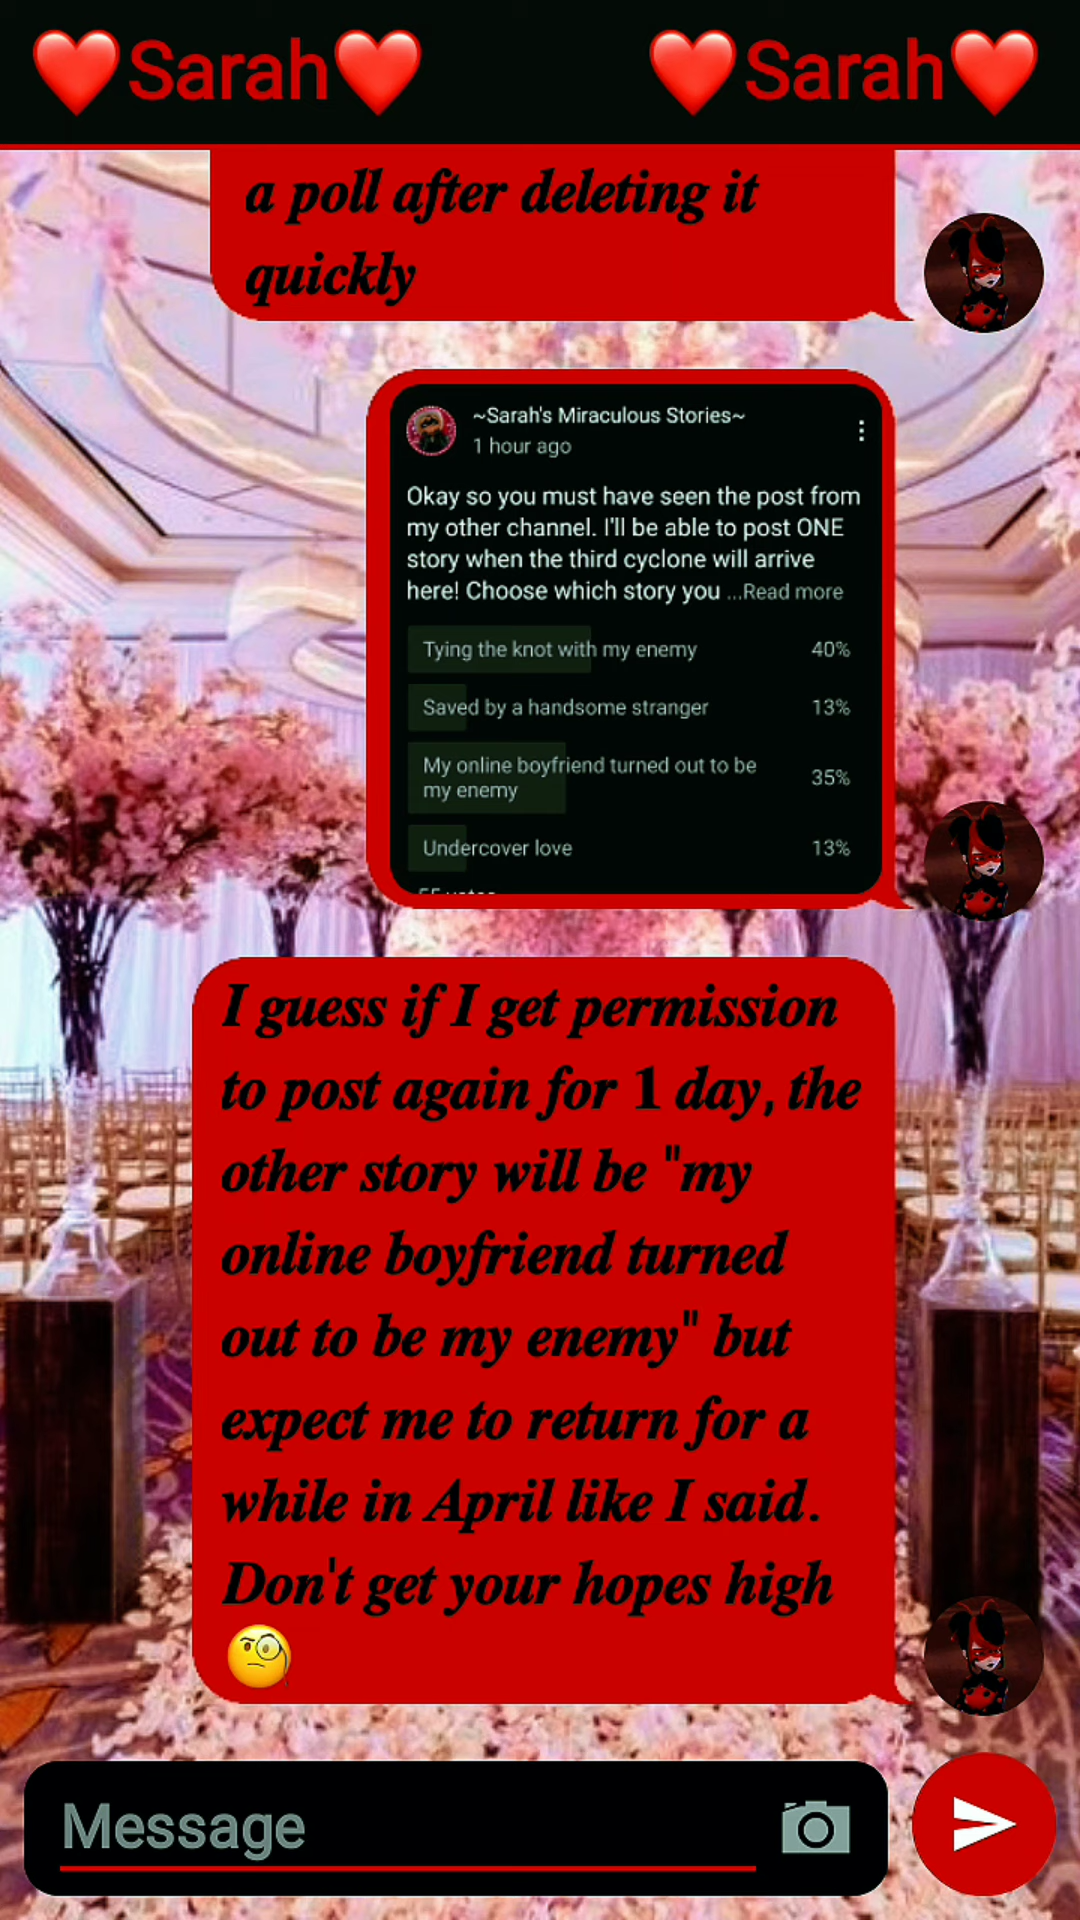 ❤️Sarah❤️ ❤️Sarah❤️
a poll after deleting it
quickly
~Sarah's Miraculous Stories~
1 hour ago
Okay so you must have seen the post from
my other channel. I'll be able to post ONE
story when the third cyclone will arrive
here! Choose which story you ...Read more
Tying the knot with my enemy 40%
Saved by a handsome stranger 13%
My online boyfriend turned out to be
my enemy 35%
Undercover love 13%
55 votes
I guess if I get permission
to post again for 1 day, the
other story will be "my
online boyfriend turned
out to be my enemy" but
expect me to return for a
while in April like I said.
Don't get your hopes high
🧐
Message